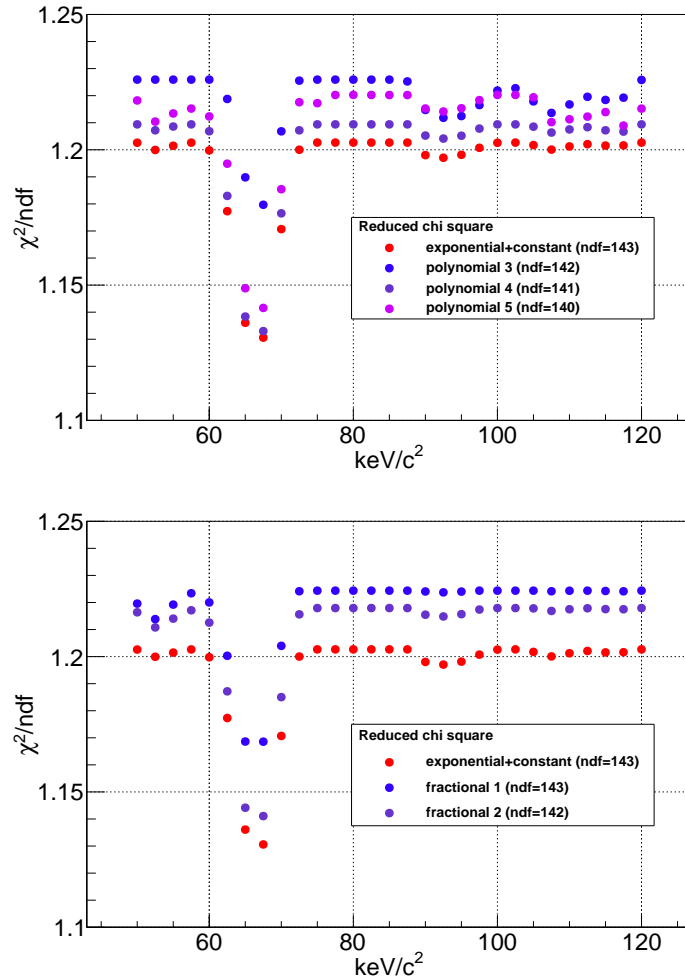 1.25
1.2
1.15
1.1
χ²/ndf
Reduced chi square
exponential+constant (ndf=143)
polynomial 3 (ndf=142)
polynomial 4 (ndf=141)
polynomial 5 (ndf=140)
60 80 100 120
keV/c²
1.25
1.2
1.15
1.1
χ²/ndf
Reduced chi square
exponential+constant (ndf=143)
fractional 1 (ndf=143)
fractional 2 (ndf=142)
60 80 100 120
keV/c²